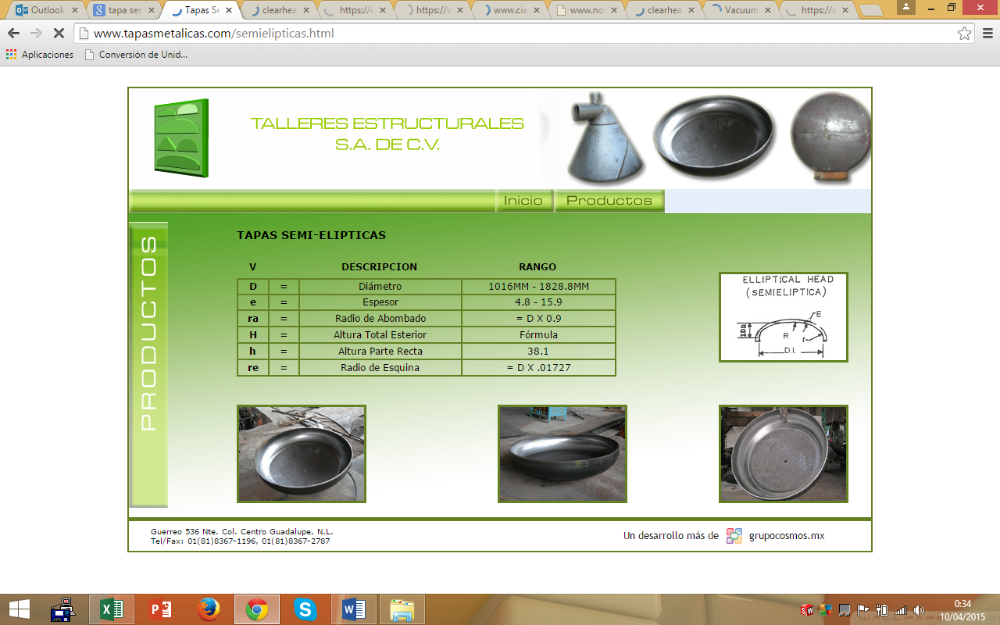 Outlook
tapa ser
Tapas Se
clearhea
https://v
https://w
www.cia
www.no
clearhea
Vacuum
https://v
www.tapasmetalicas.com/semielipticas.html
Aplicaciones
Conversión de Unid...
TALLERES ESTRUCTURALES
S.A. DE C.V.
Inicio
Productos
PRODUCTOS
TAPAS SEMI-ELIPTICAS
V DESCRIPCION RANGO
D = Diámetro 1016MM - 1828.8MM
e = Espesor 4.8 - 15.9
ra = Radio de Abombado = D X 0.9
H = Altura Total Exterior Fórmula
h = Altura Parte Recta 38.1
re = Radio de Esquina = D X .01727
ELLIPTICAL HEAD
(SEMIELIPTICA)
E
R
r
D.I.
Guerreo 536 Nte. Col. Centro Guadalupe, N.L.
Tel/Fax: 01(81)8367-1196, 01(81)8367-2787
Un desarrollo más de grupocosmos.mx
0:34
10/04/2015